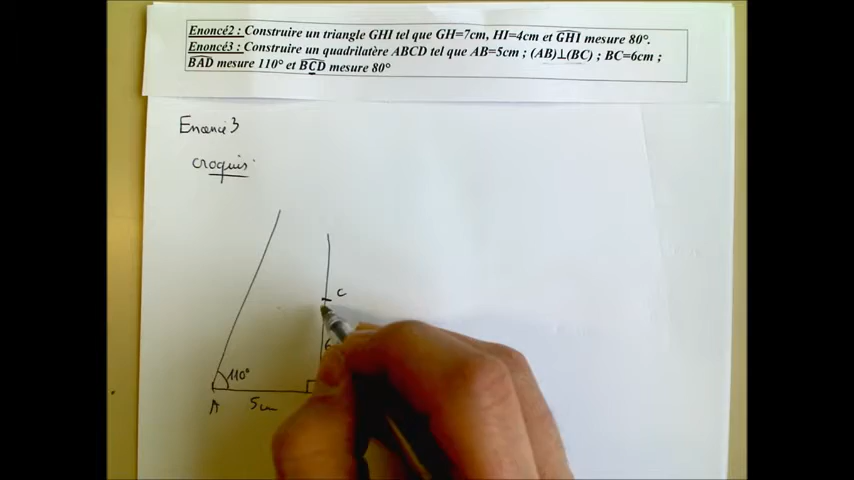 Enoncé2 : Construire un triangle GHI tel que GH=7cm, HI=4cm et GHI mesure 80°.
Enoncé3 : Construire un quadrilatère ABCD tel que AB=5cm ; (AB)⊥(BC) ; BC=6cm ;
BAD mesure 110° et BCD mesure 80°
Enoncé 3
croquis
C
6
110°
A 5cm